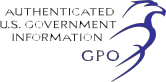 AUTHENTICATED
U.S. GOVERNMENT
INFORMATION
GPO